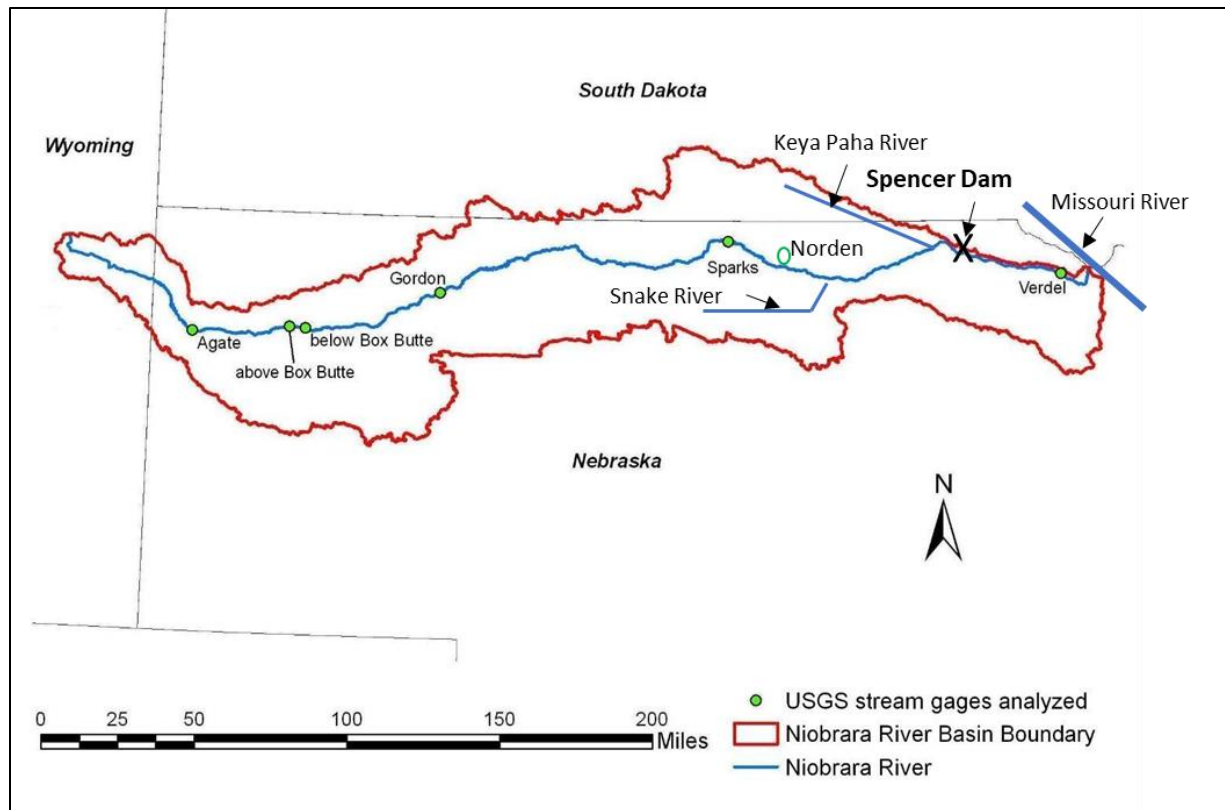 South Dakota
Wyoming
Keya Paha River
Spencer Dam
Missouri River
X
Norden
Sparks
Gordon
Snake River
Verdel
Agate
below Box Butte
above Box Butte
Nebraska
N
0 25 50 100 150 200
Miles
USGS stream gages analyzed
Niobrara River Basin Boundary
Niobrara River